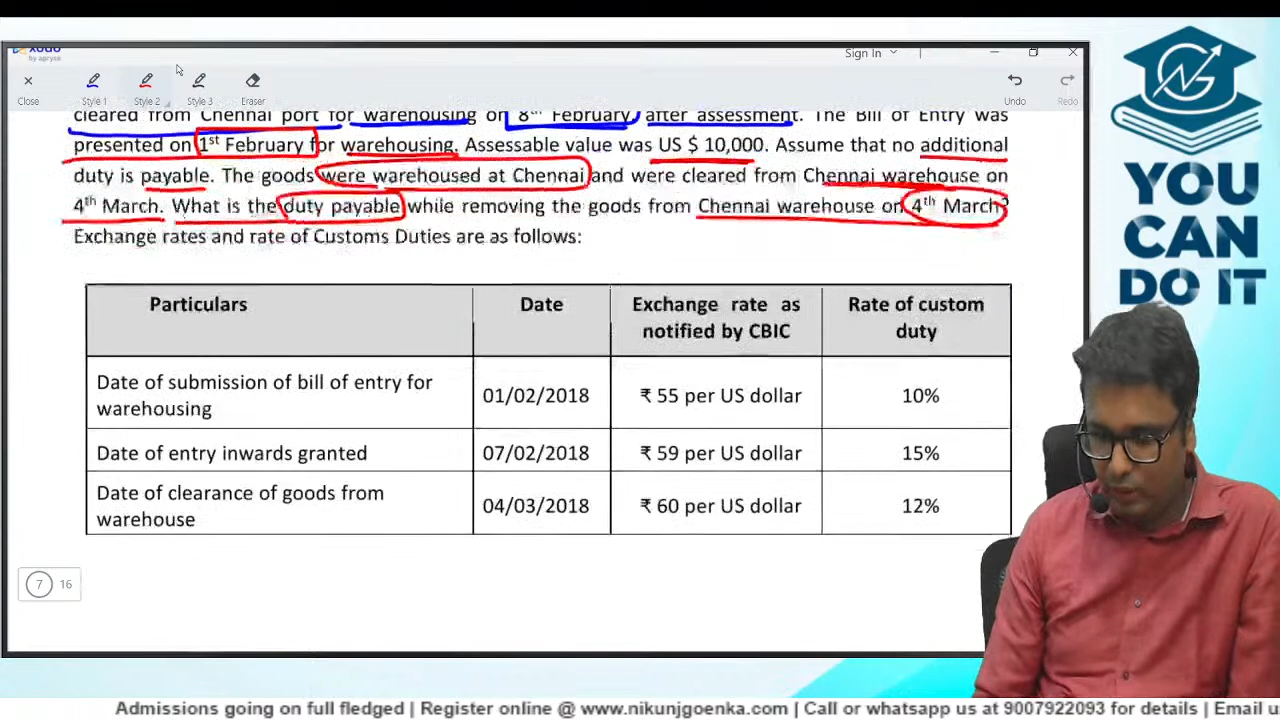 xodo
by apryse
Sign In
Close
Style 1
Style 2
Style 3
Eraser
Undo
Redo
cleared from Chennai port for warehousing on 8th February, after assessment. The Bill of Entry was
presented on 1st February for warehousing. Assessable value was US $ 10,000. Assume that no additional
duty is payable. The goods were warehoused at Chennai and were cleared from Chennai warehouse on
4th March. What is the duty payable while removing the goods from Chennai warehouse on 4th March?
Exchange rates and rate of Customs Duties are as follows:
Particulars
Date
Exchange rate as
notified by CBIC
Rate of custom
duty
Date of submission of bill of entry for
warehousing
01/02/2018
₹ 55 per US dollar
10%
Date of entry inwards granted
07/02/2018
₹ 59 per US dollar
15%
Date of clearance of goods from
warehouse
04/03/2018
₹ 60 per US dollar
12%
7 16
NG
YOU
CAN
DO IT
Admissions going on full fledged | Register online @ www.nikunjgoenka.com | Call or whatsapp us at 9007922093 for details | Email u